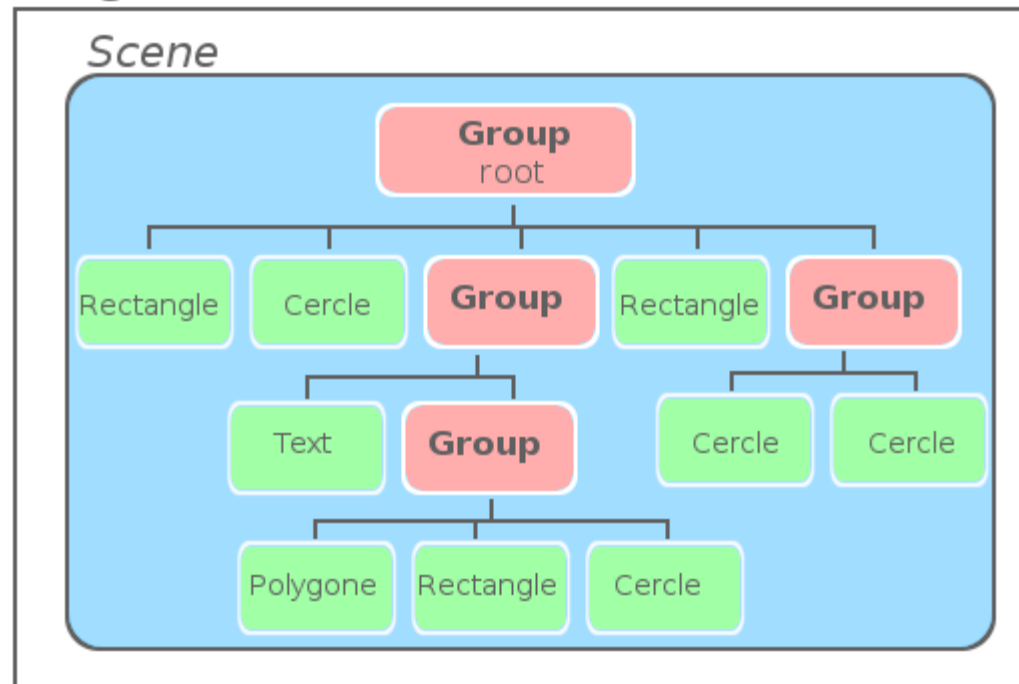 Scene
Group
root
Rectangle
Cercle
Group
Rectangle
Group
Text
Group
Cercle
Cercle
Polygone
Rectangle
Cercle